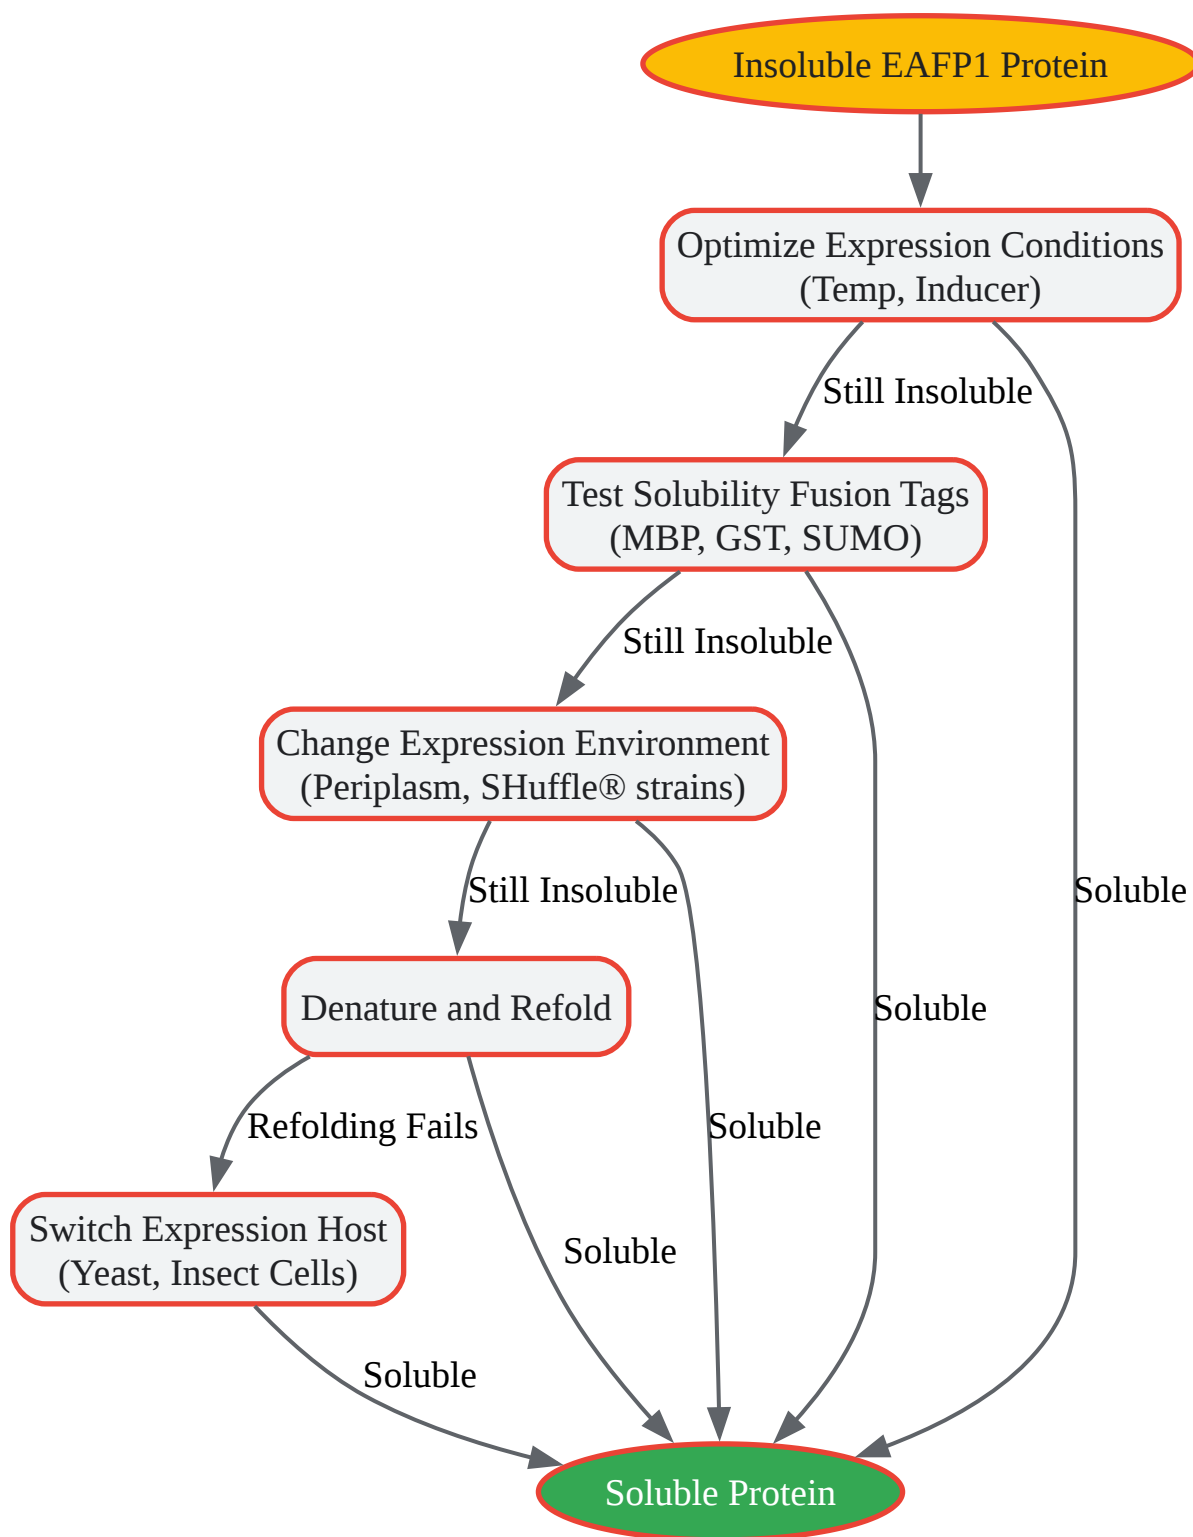 Insoluble EAFP1 Protein
Optimize Expression Conditions
(Temp, Inducer)
Still Insoluble
Test Solubility Fusion Tags
(MBP, GST, SUMO)
Still Insoluble
Change Expression Environment
(Periplasm, SHuffle® strains)
Still Insoluble
Soluble
Denature and Refold
Soluble
Refolding Fails
Soluble
Switch Expression Host
(Yeast, Insect Cells)
Soluble
Soluble
Soluble Protein